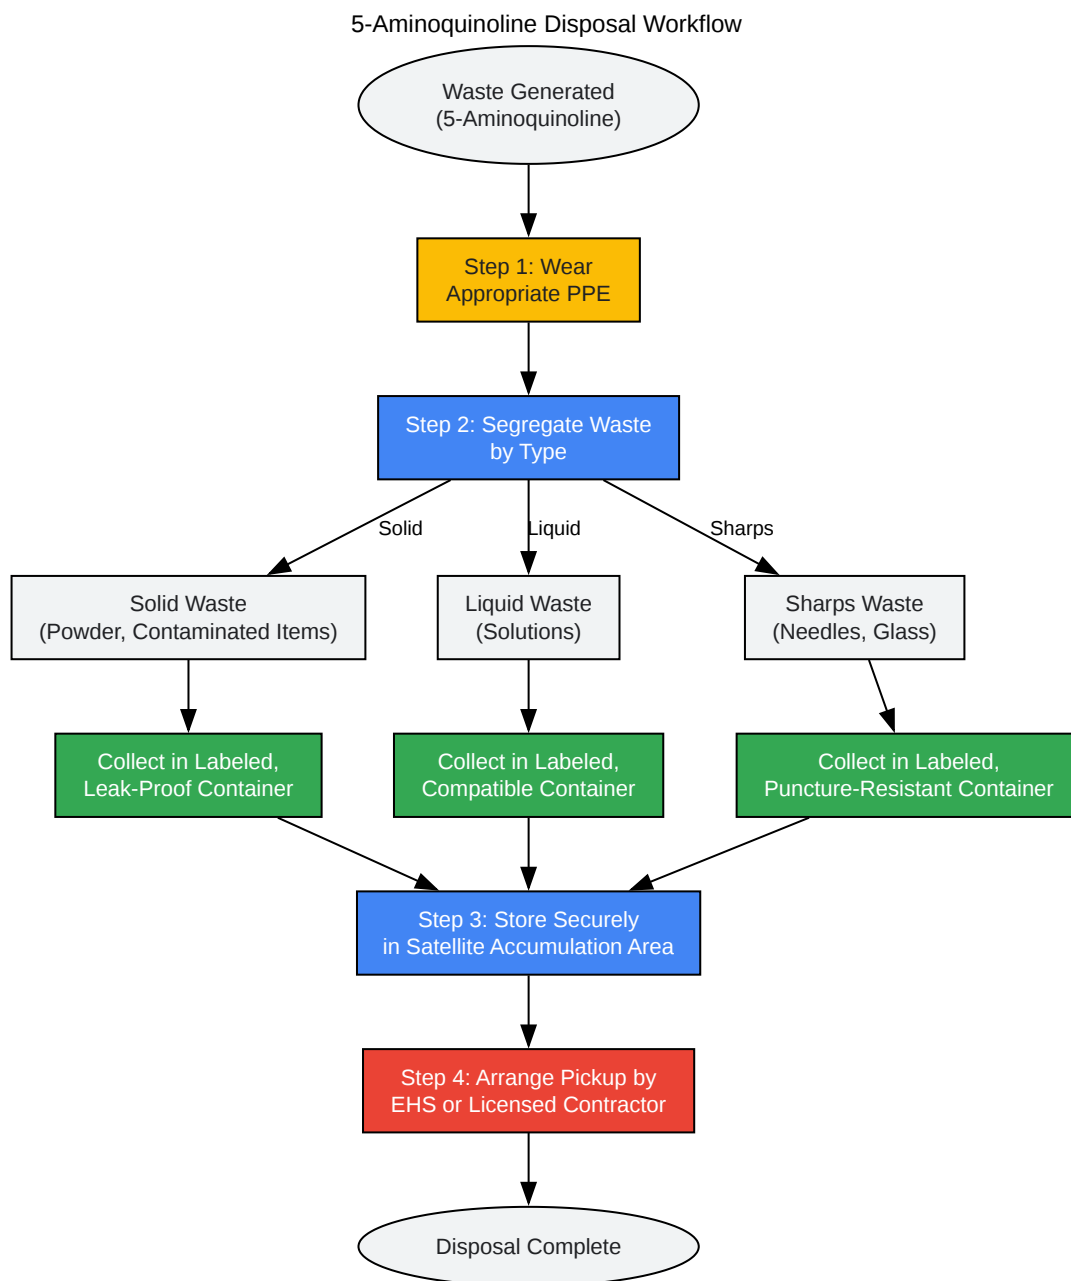 5-Aminoquinoline Disposal Workflow
Waste Generated
(5-Aminoquinoline)
Step 1: Wear
Appropriate PPE
Step 2: Segregate Waste
by Type
Solid
Liquid
Sharps
Solid Waste
(Powder, Contaminated Items)
Liquid Waste
(Solutions)
Sharps Waste
(Needles, Glass)
Collect in Labeled,
Leak-Proof Container
Collect in Labeled,
Compatible Container
Collect in Labeled,
Puncture-Resistant Container
Step 3: Store Securely
in Satellite Accumulation Area
Step 4: Arrange Pickup by
EHS or Licensed Contractor
Disposal Complete